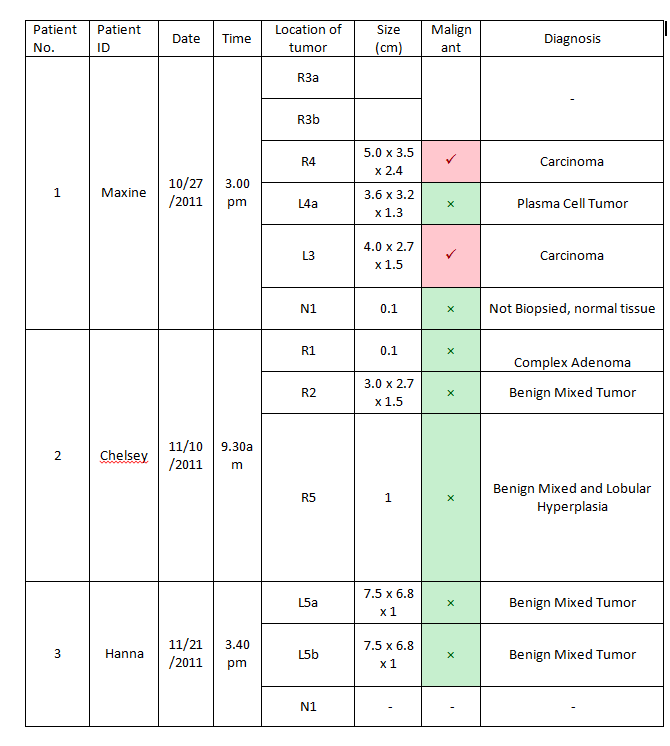 Patient No. Patient ID Date Time Location of tumor Size (cm) Malign ant Diagnosis
1 Maxine 10/27 /2011 3.00 pm
R3a
-
R3b
R4 5.0 x 3.5 x 2.4 ✓ Carcinoma
L4a 3.6 x 3.2 x 1.3 × Plasma Cell Tumor
L3 4.0 x 2.7 x 1.5 ✓ Carcinoma
N1 0.1 × Not Biopsied, normal tissue
2 Chelsey 11/10 /2011 9.30a m
R1 0.1 × Complex Adenoma
R2 3.0 x 2.7 x 1.5 × Benign Mixed Tumor
R5 1 × Benign Mixed and Lobular Hyperplasia
3 Hanna 11/21 /2011 3.40 pm
L5a 7.5 x 6.8 x 1 × Benign Mixed Tumor
L5b 7.5 x 6.8 x 1 × Benign Mixed Tumor
N1 - - -